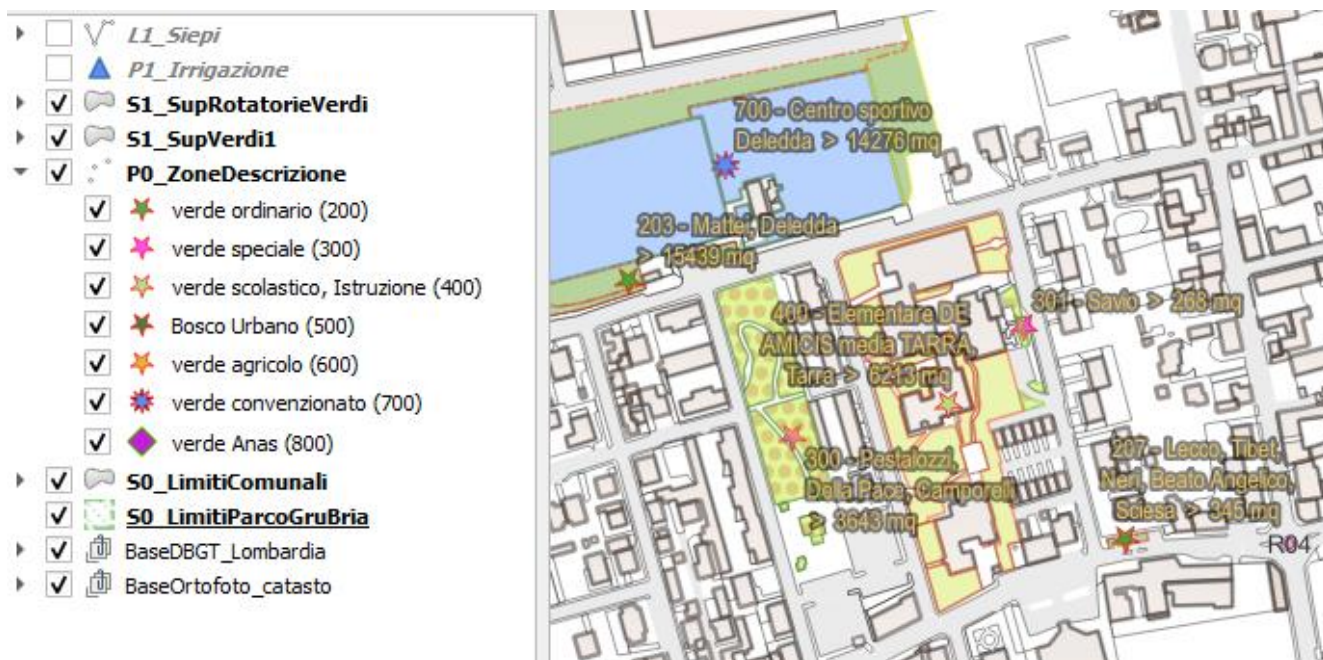 L1_Siepi
P1_Irrigazione
S1_SupRotatorieVerdi
S1_SupVerdi1
P0_ZoneDescrizione
verde ordinario (200)
verde speciale (300)
verde scolastico, Istruzione (400)
Bosco Urbano (500)
verde agricolo (600)
verde convenzionato (700)
verde Anas (800)
S0_LimitiComunali
S0_LimitiParcoGruBria
BaseDBGT_Lombardia
BaseOrtofoto_catasto
700 - Centro sportivo
Deledda > 14276 mq
203 - Mattei, Deledda
> 15439 mq
400 - Elementare DE
AMICIS media TARRA,
Tarra > 6213 mq
301 - Savio > 268 mq
300 - Pestalozzi,
Della Pace, Camporelli
> 3643 mq
207 - Lecco, Tibet,
Neri, Beato Angelico,
Sciesa > 345 mq
R04